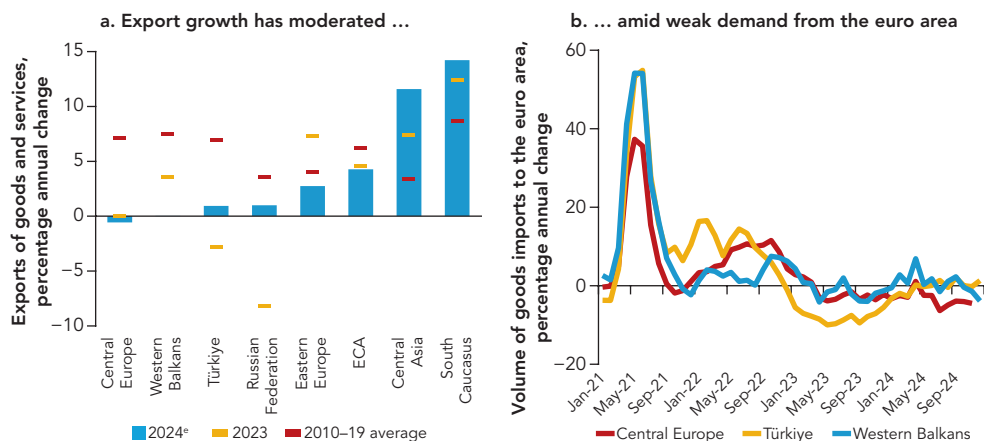 a. Export growth has moderated …
Exports of goods and services,
percentage annual change
15
10
5
0
−5
−10
Central
Europe
Western
Balkans
Türkiye
Russian
Federation
Eastern
Europe
ECA
Central
Asia
South
Caucasus
2024ᵉ 2023 2010–19 average
b. … amid weak demand from the euro area
Volume of goods imports to the euro area,
percentage annual change
60
40
20
0
−20
Jan-21
May-21
Sep-21
Jan-22
May-22
Sep-22
Jan-23
May-23
Sep-23
Jan-24
May-24
Sep-24
Central Europe Türkiye Western Balkans